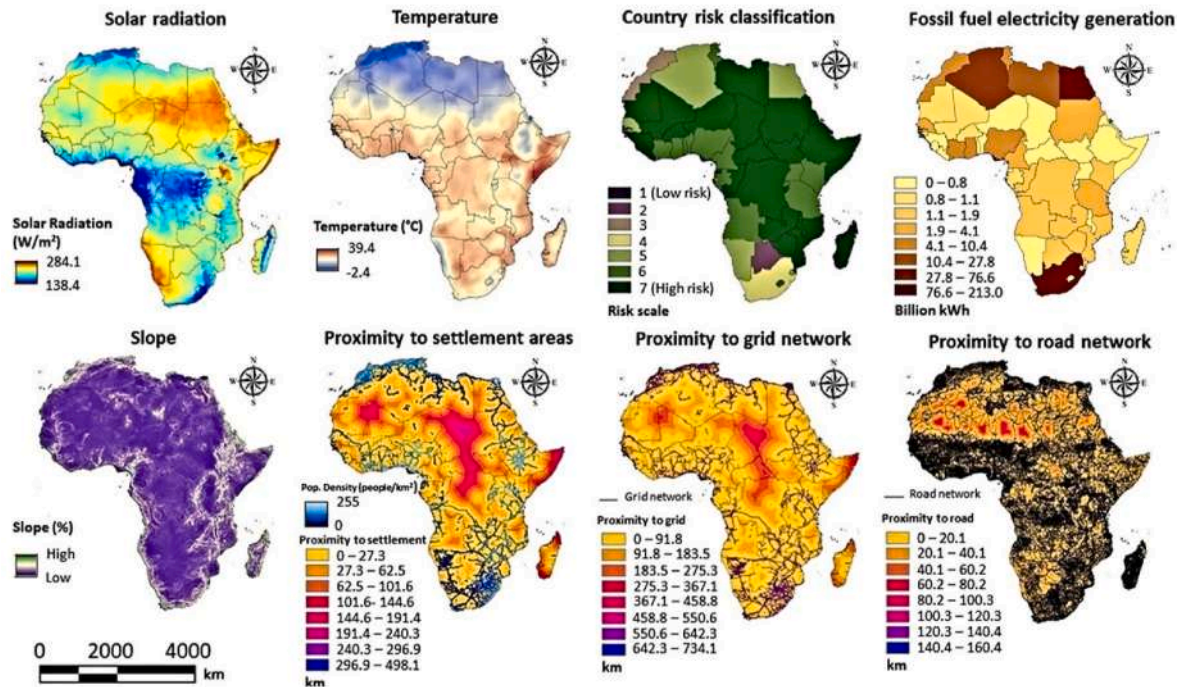 Solar radiation
N
W E
S
Solar Radiation
(W/m²)
284.1
138.4
Temperature
N
W E
S
Temperature (°C)
39.4
-2.4
Country risk classification
N
W E
S
1 (Low risk)
2
3
4
5
6
7 (High risk)
Risk scale
Fossil fuel electricity generation
N
W E
S
0 – 0.8
0.8 – 1.1
1.1 – 1.9
1.9 – 4.1
4.1 – 10.4
10.4 – 27.8
27.8 – 76.6
76.6 – 213.0
Billion kWh
Slope
N
W E
S
Slope (%)
High
Low
0 2000 4000
km
Proximity to settlement areas
N
W E
S
Pop. Density (people/km²)
255
0
Proximity to settlement
0 – 27.3
27.3 – 62.5
62.5 – 101.6
101.6- 144.6
144.6 – 191.4
191.4 – 240.3
240.3 – 296.9
296.9 – 498.1
km
Proximity to grid network
N
W E
S
Grid network
Proximity to grid
0 – 91.8
91.8 – 183.5
183.5 – 275.3
275.3 – 367.1
367.1 – 458.8
458.8 – 550.6
550.6 – 642.3
642.3 – 734.1
km
Proximity to road network
N
W E
S
Road network
Proximity to road
0 – 20.1
20.1 – 40.1
40.1 – 60.2
60.2 – 80.2
80.2 – 100.3
100.3 – 120.3
120.3 – 140.4
140.4 – 160.4
km